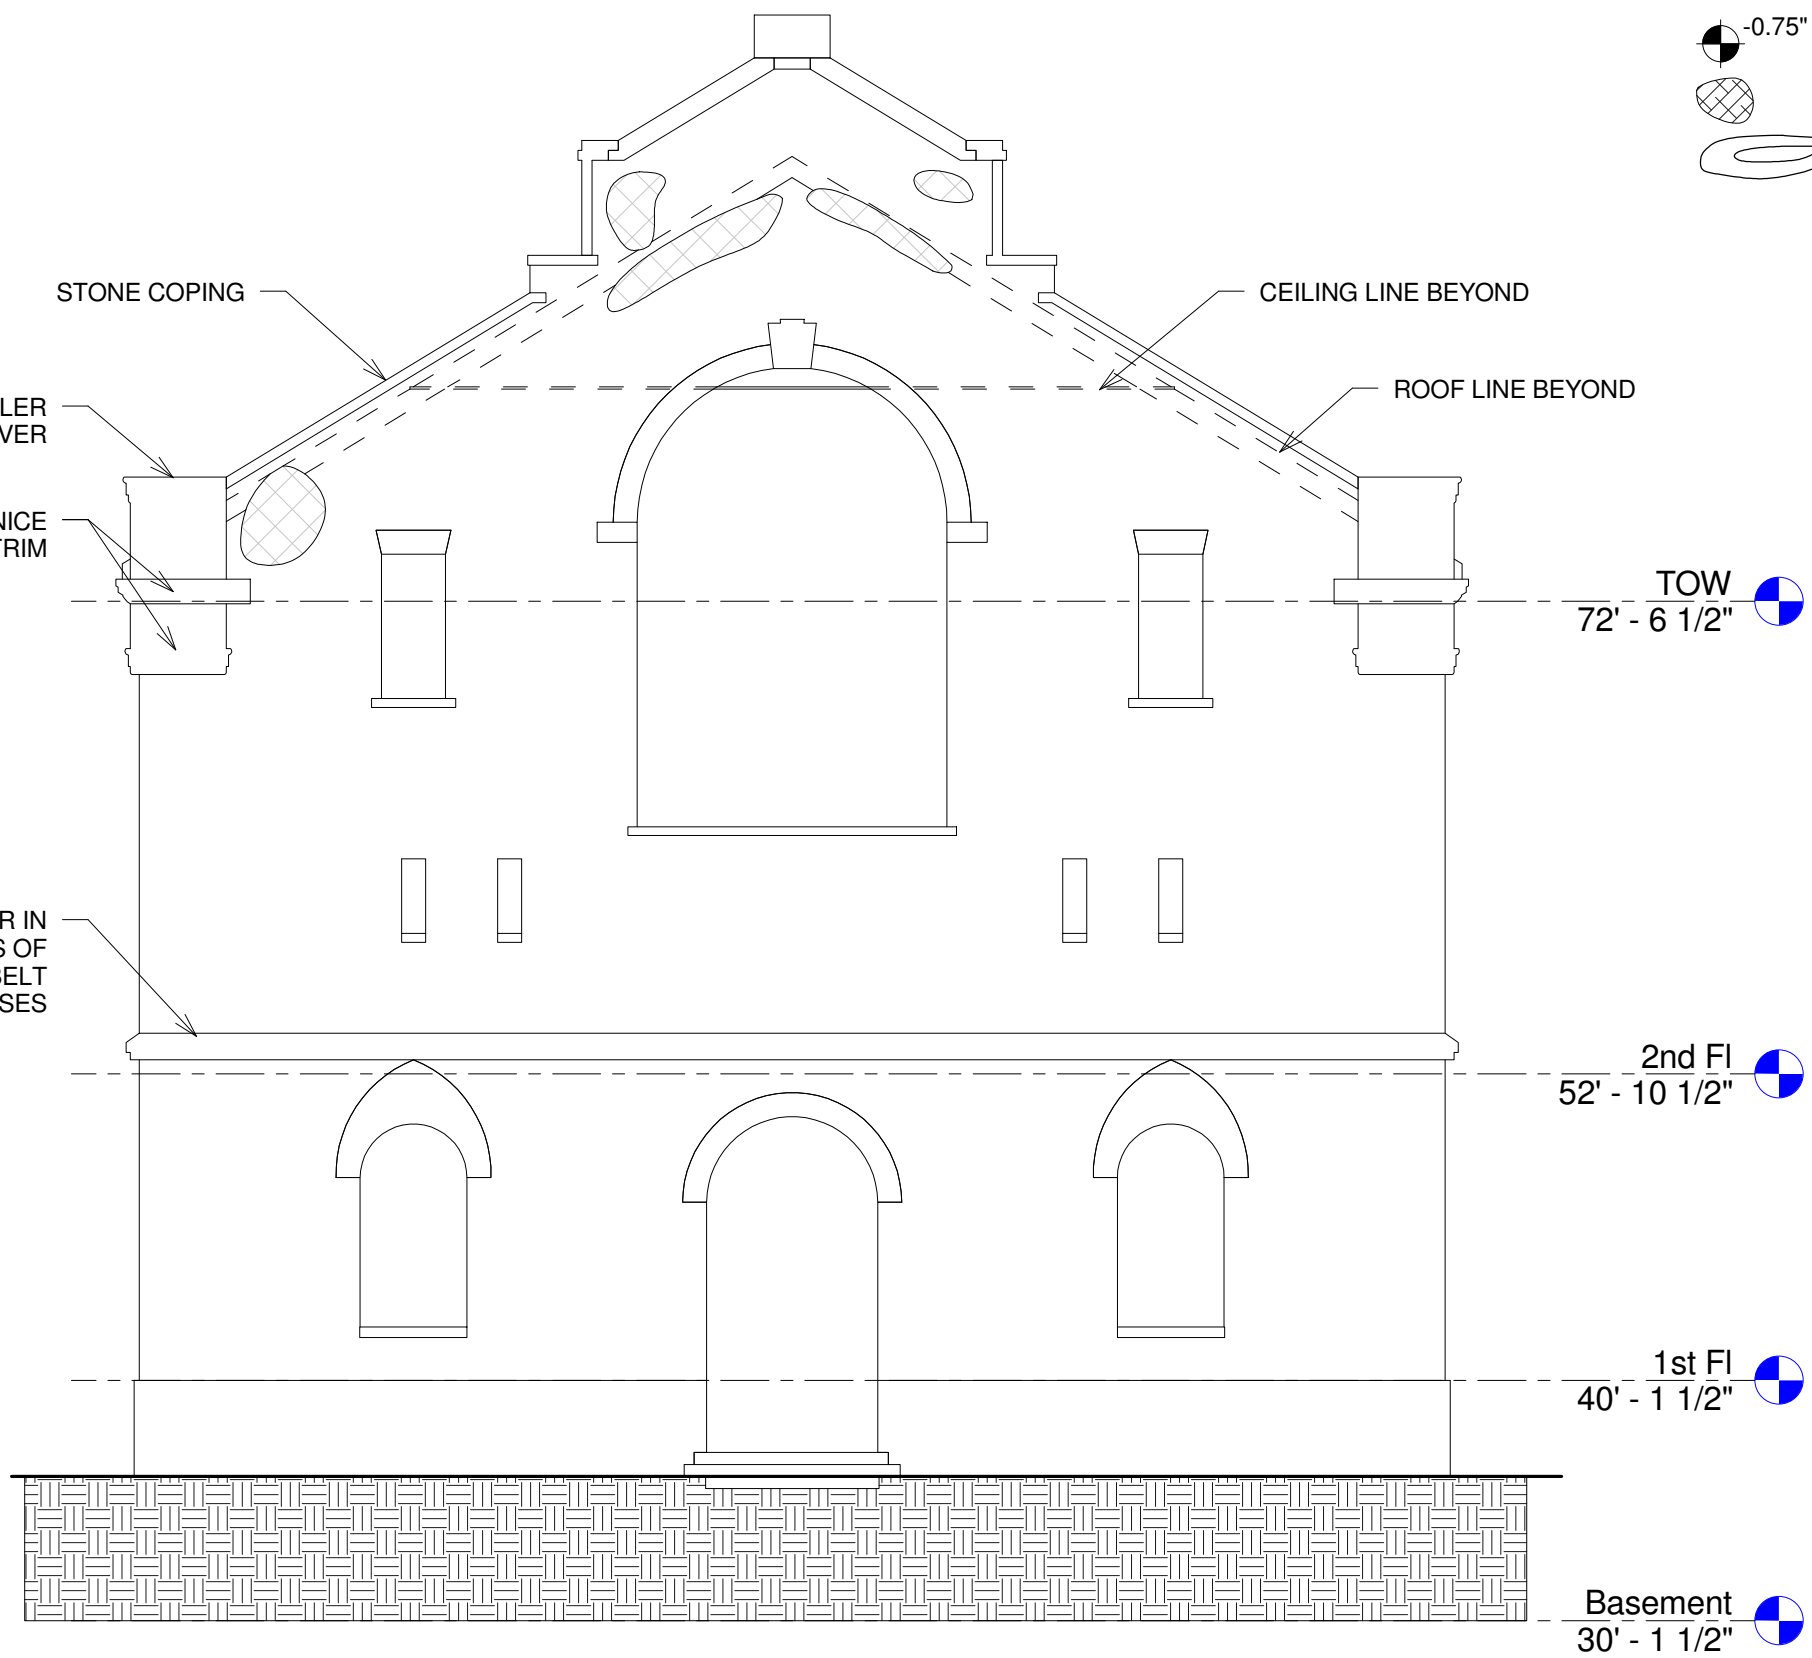 -0.75"
STONE COPING
CEILING LINE BEYOND
ROOF LINE BEYOND
LER
VER
NICE
TRIM
TOW
72' - 6 1/2"
R IN
S OF
BELT
SES
2nd Fl
52' - 10 1/2"
1st Fl
40' - 1 1/2"
Basement
30' - 1 1/2"